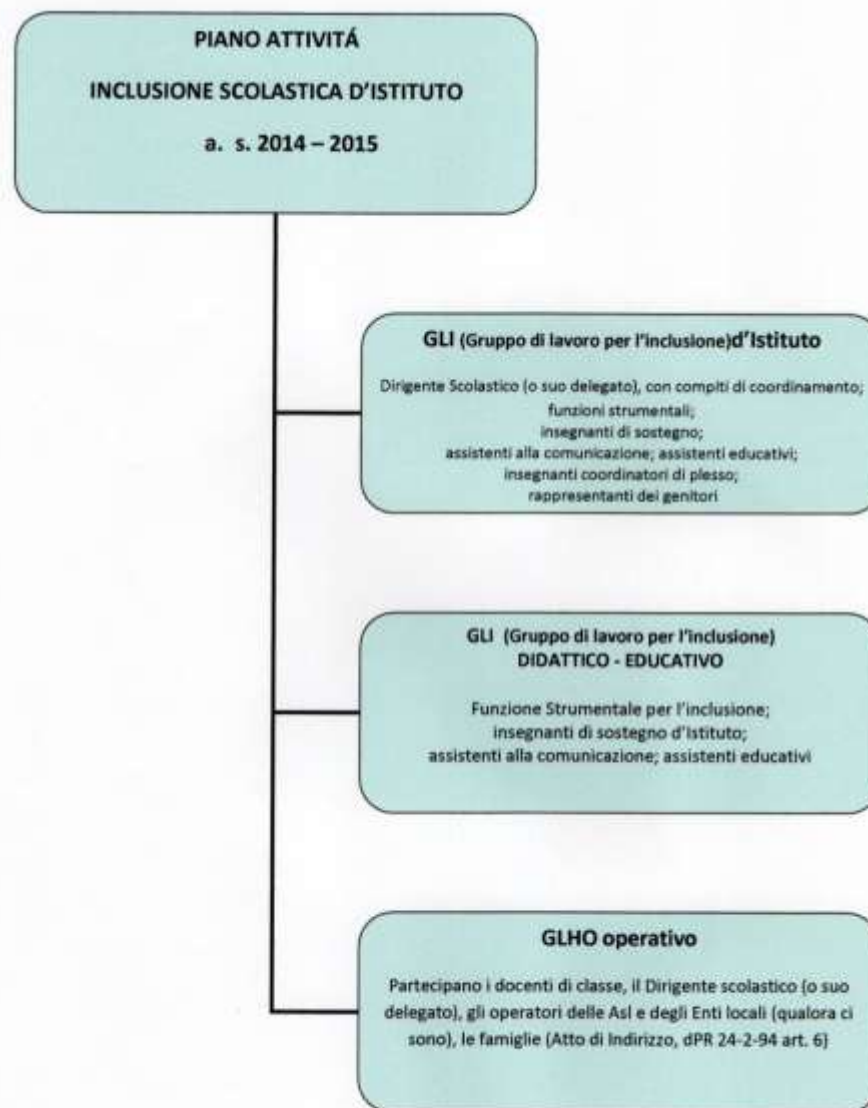 PIANO ATTIVITÁ
INCLUSIONE SCOLASTICA D'ISTITUTO
a. s. 2014 – 2015
GLI (Gruppo di lavoro per l'inclusione)d'Istituto
Dirigente Scolastico (o suo delegato), con compiti di coordinamento;
funzioni strumentali;
insegnanti di sostegno;
assistenti alla comunicazione; assistenti educativi;
insegnanti coordinatori di plesso;
rappresentanti dei genitori
GLI (Gruppo di lavoro per l'inclusione)
DIDATTICO - EDUCATIVO
Funzione Strumentale per l'inclusione;
insegnanti di sostegno d'Istituto;
assistenti alla comunicazione; assistenti educativi
GLHO operativo
Partecipano i docenti di classe, il Dirigente scolastico (o suo
delegato), gli operatori delle Asl e degli Enti locali (qualora ci
sono), le famiglie (Atto di Indirizzo, dPR 24-2-94 art. 6)